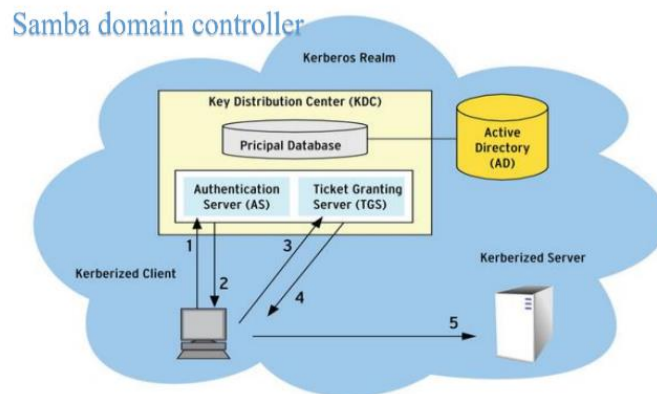 Samba domain controller
Kerberos Realm
Key Distribution Center (KDC)
Pricipal Database
Active
Directory
(AD)
Authentication
Server (AS)
Ticket Granting
Server (TGS)
1
2
3
4
5
Kerberized Client
Kerberized Server